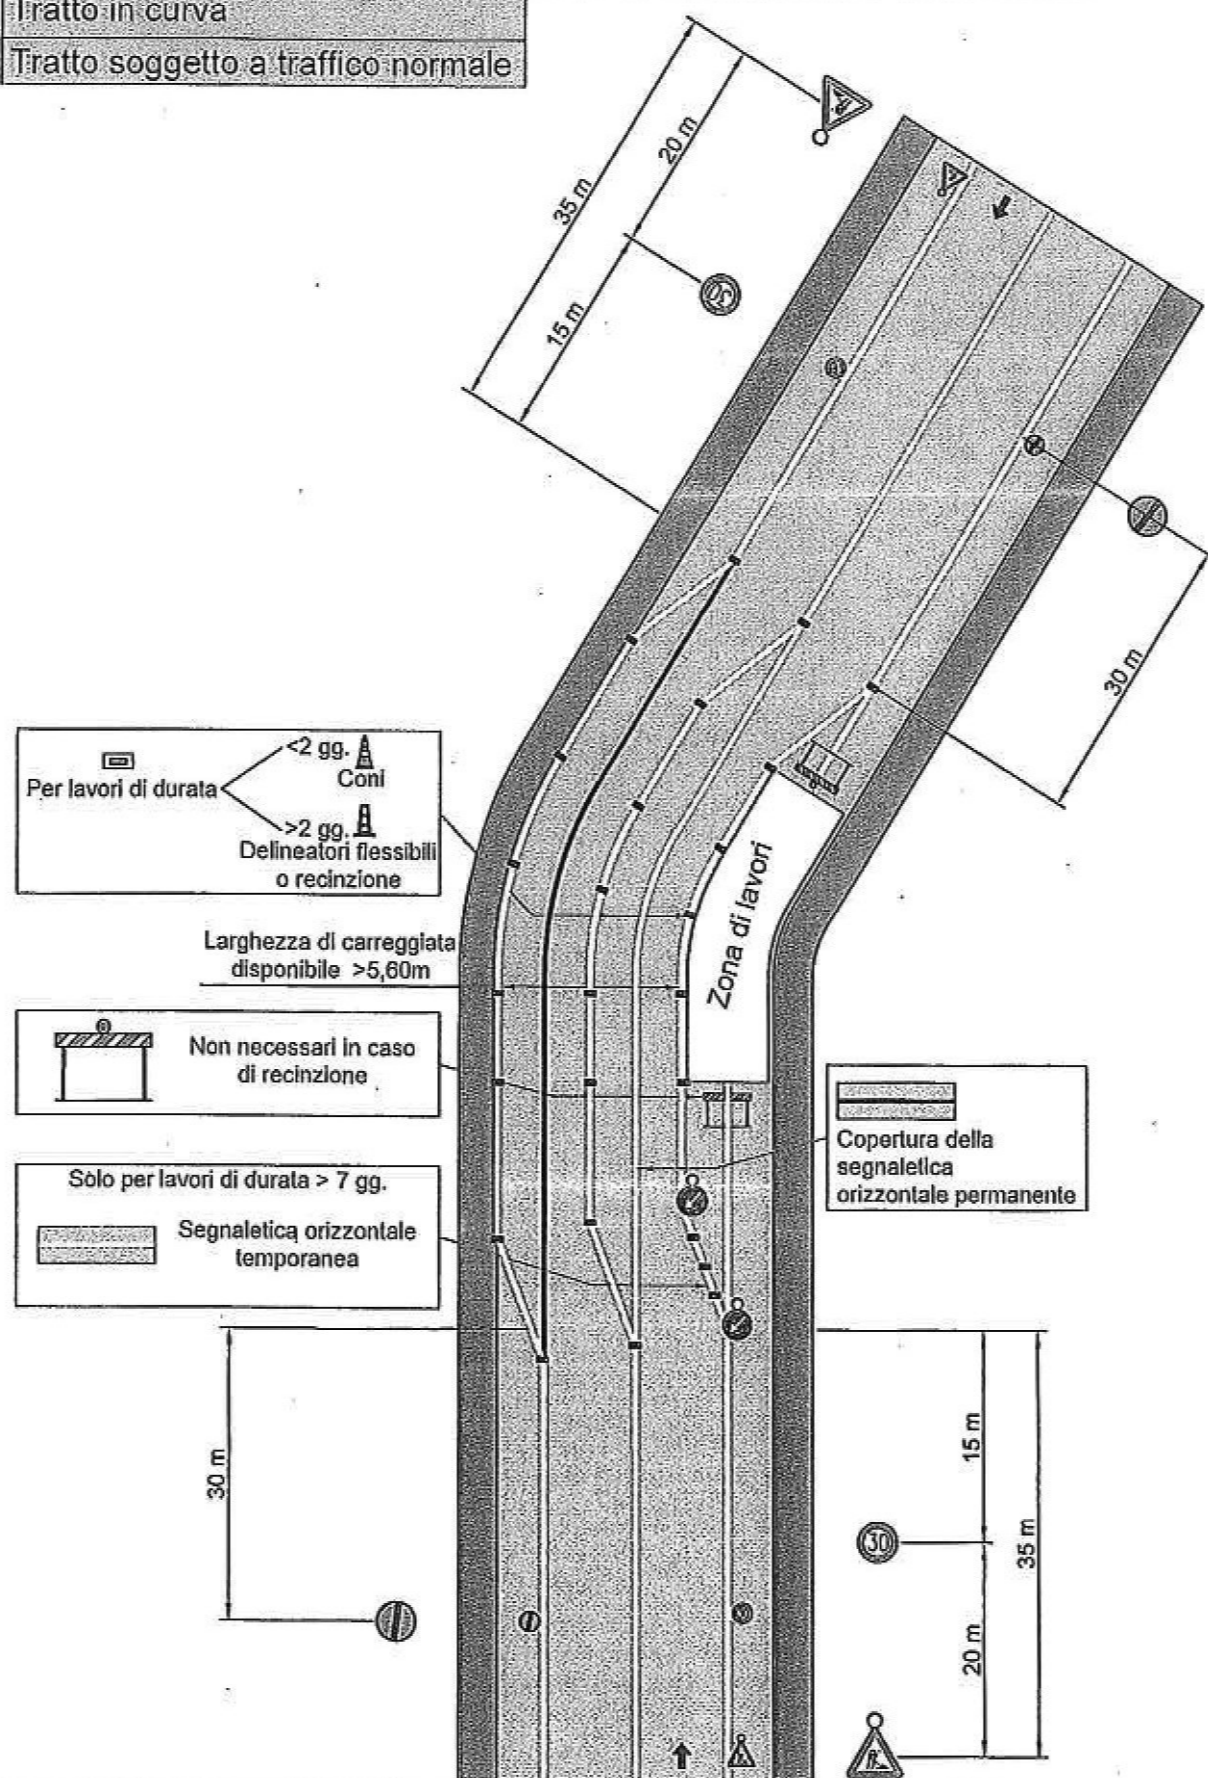 Tratto in curva
Tratto soggetto a traffico normale
20 m
35 m
15 m
30
30 m
<2 gg.
Per lavori di durata
Coni
>2 gg.
Delineatori flessibili
o recinzione
Zona di lavori
Larghezza di carreggiata
disponibile >5,60m
Non necessari in caso
di recinzione
Copertura della
segnaletica
orizzontale permanente
Solo per lavori di durata > 7 gg.
Segnaletica orizzontale
temporanea
30 m
15 m
30
35 m
20 m